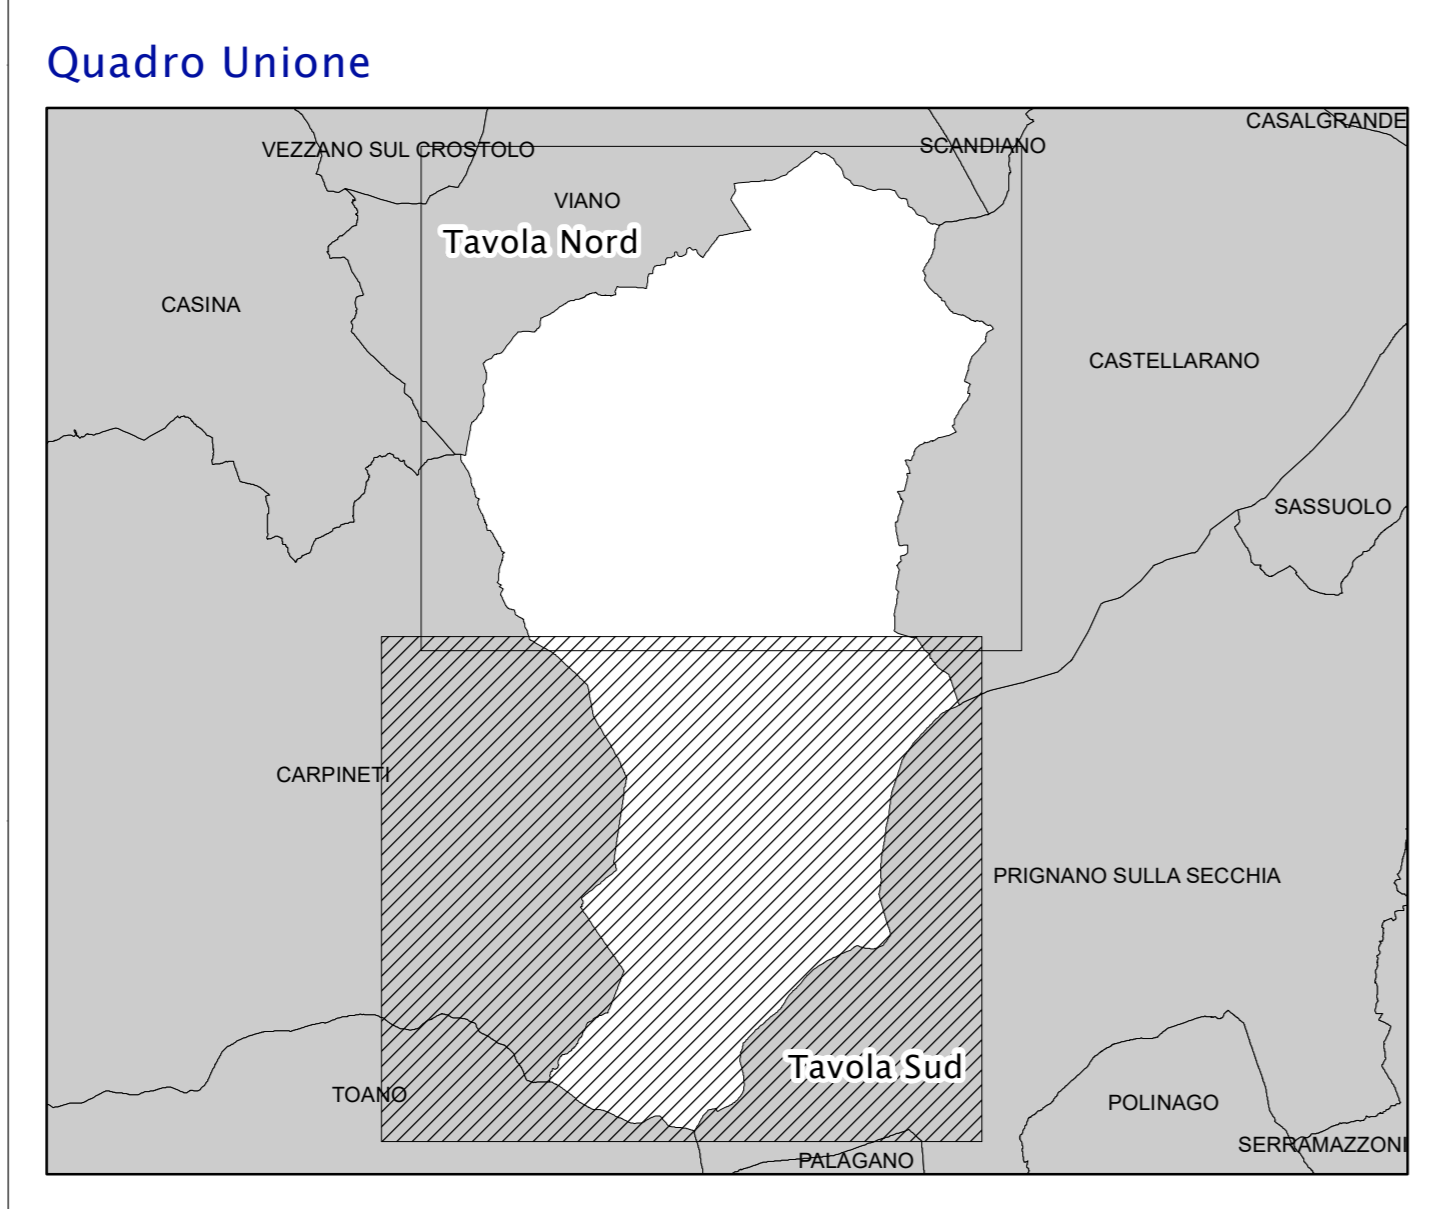 Quadro Unione
CASALGRANDE
VEZZANO SUL CROSTOLO
SCANDIANO
VIANO
Tavola Nord
CASINA
CASTELLARANO
SASSUOLO
CARPINETI
PRIGNANO SULLA SECCHIA
Tavola Sud
TOANO
POLINAGO
SERRAMAZZONI
PALAGANO